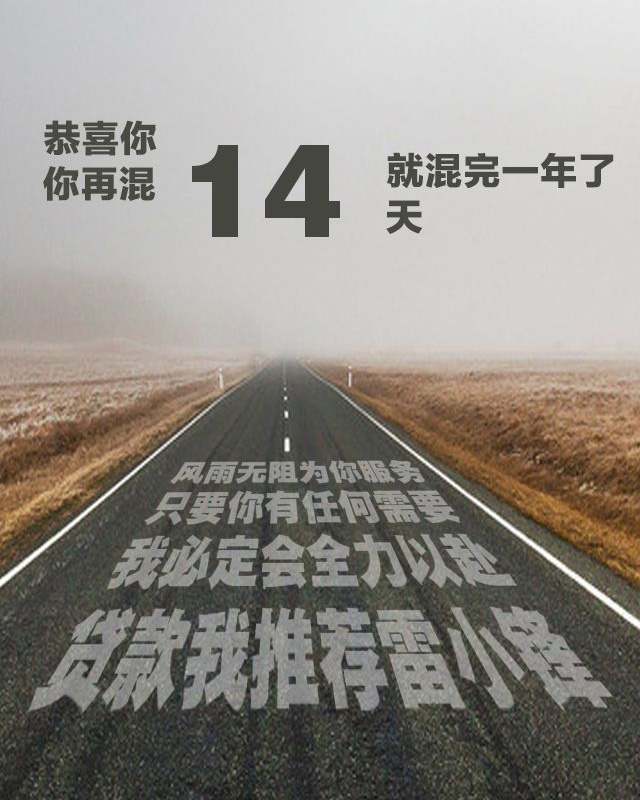 恭喜你
你再混
14
就混完一年了
天
风雨无阻为你服务
只要你有任何需要
我必定会全力以赴
贷款我推荐雷小锋